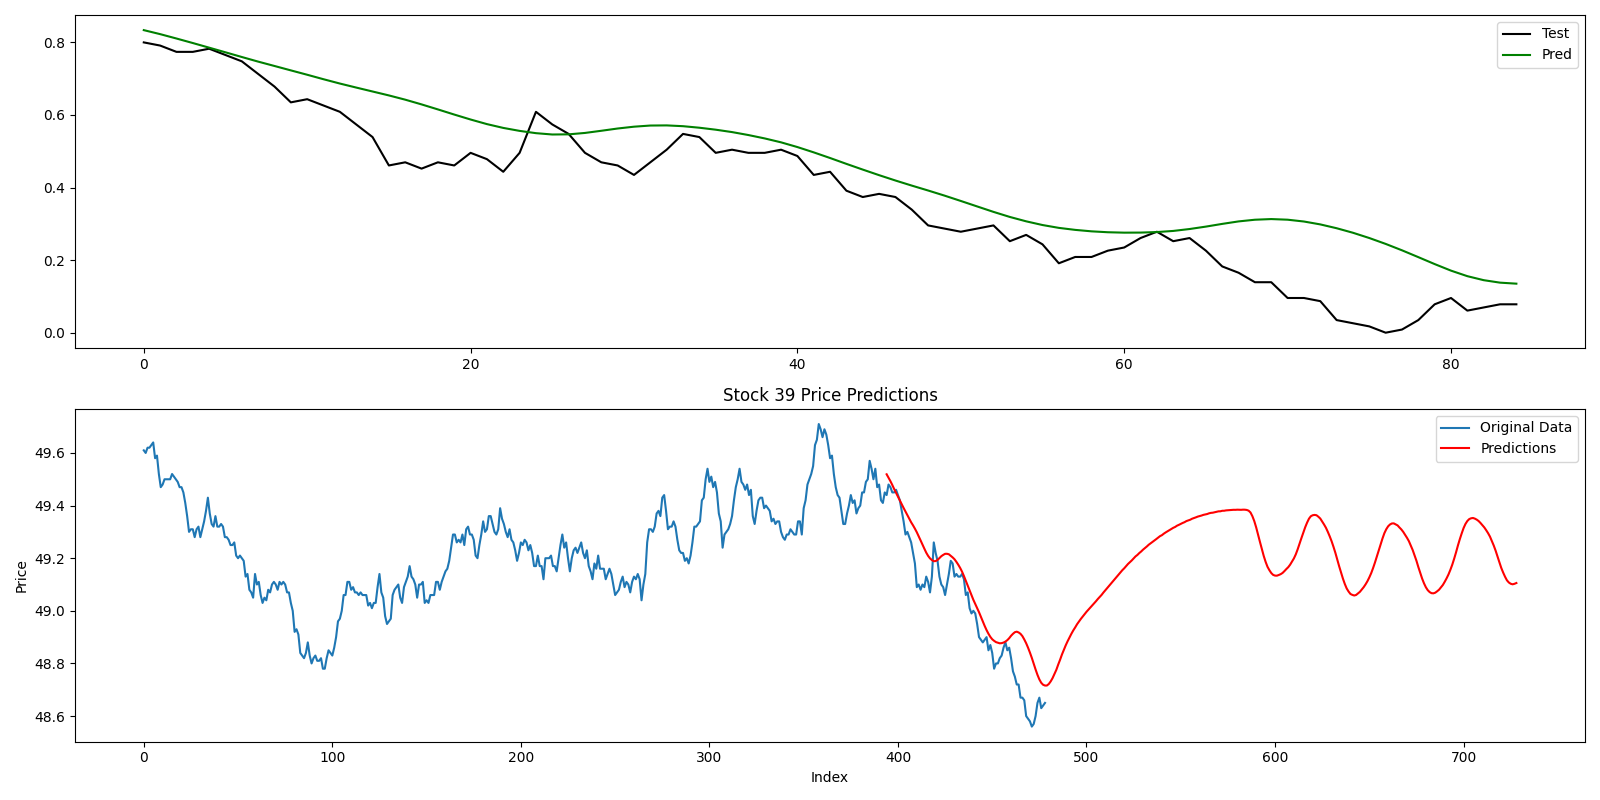 0.8
0.6
0.4
0.2
0.0
0 20 40 60 80
Test
Pred
Stock 39 Price Predictions
Original Data
Predictions
Price
49.6
49.4
49.2
49.0
48.8
48.6
0 100 200 300 400 500 600 700
Index